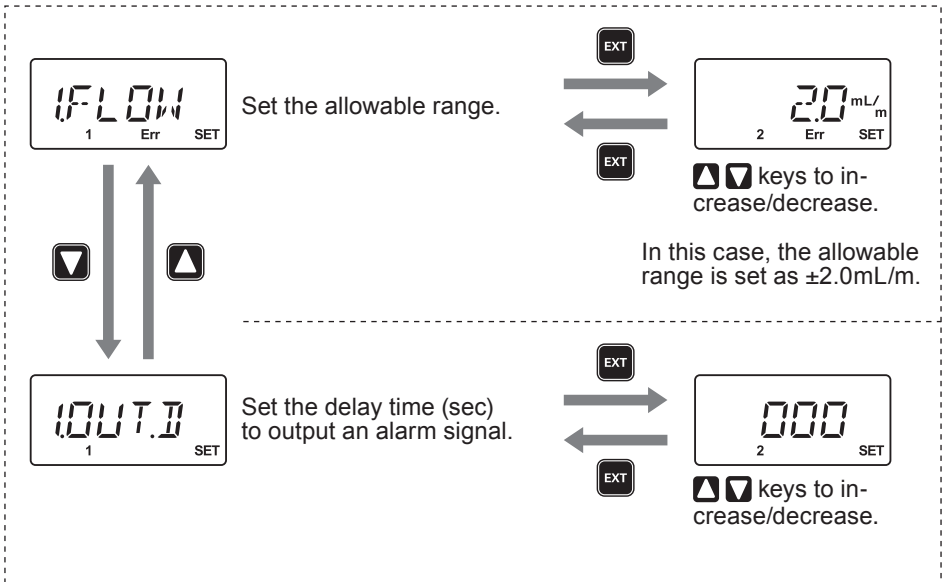 EXT
1.FLOW
1 Err SET
Set the allowable range.
2.0 mL/m
2 Err SET
EXT
keys to in-
crease/decrease.
In this case, the allowable
range is set as ±2.0mL/m.
EXT
1.OUT.D
1 SET
Set the delay time (sec)
to output an alarm signal.
000
2 SET
EXT
keys to in-
crease/decrease.